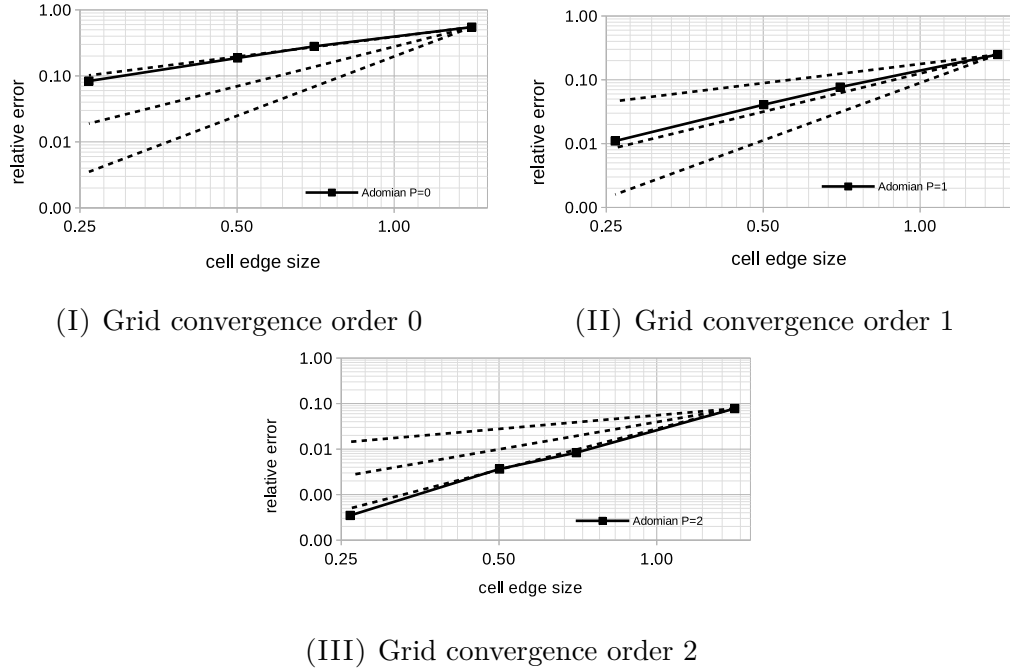 1.00
0.10
0.01
0.00
relative error
0.25
0.50
1.00
cell edge size
Adomian P=0
(I) Grid convergence order 0
1.00
0.10
0.01
0.00
relative error
0.25
0.50
1.00
cell edge size
Adomian P=1
(II) Grid convergence order 1
1.00
0.10
0.01
0.00
0.00
relative error
0.25
0.50
1.00
cell edge size
Adomian P=2
(III) Grid convergence order 2